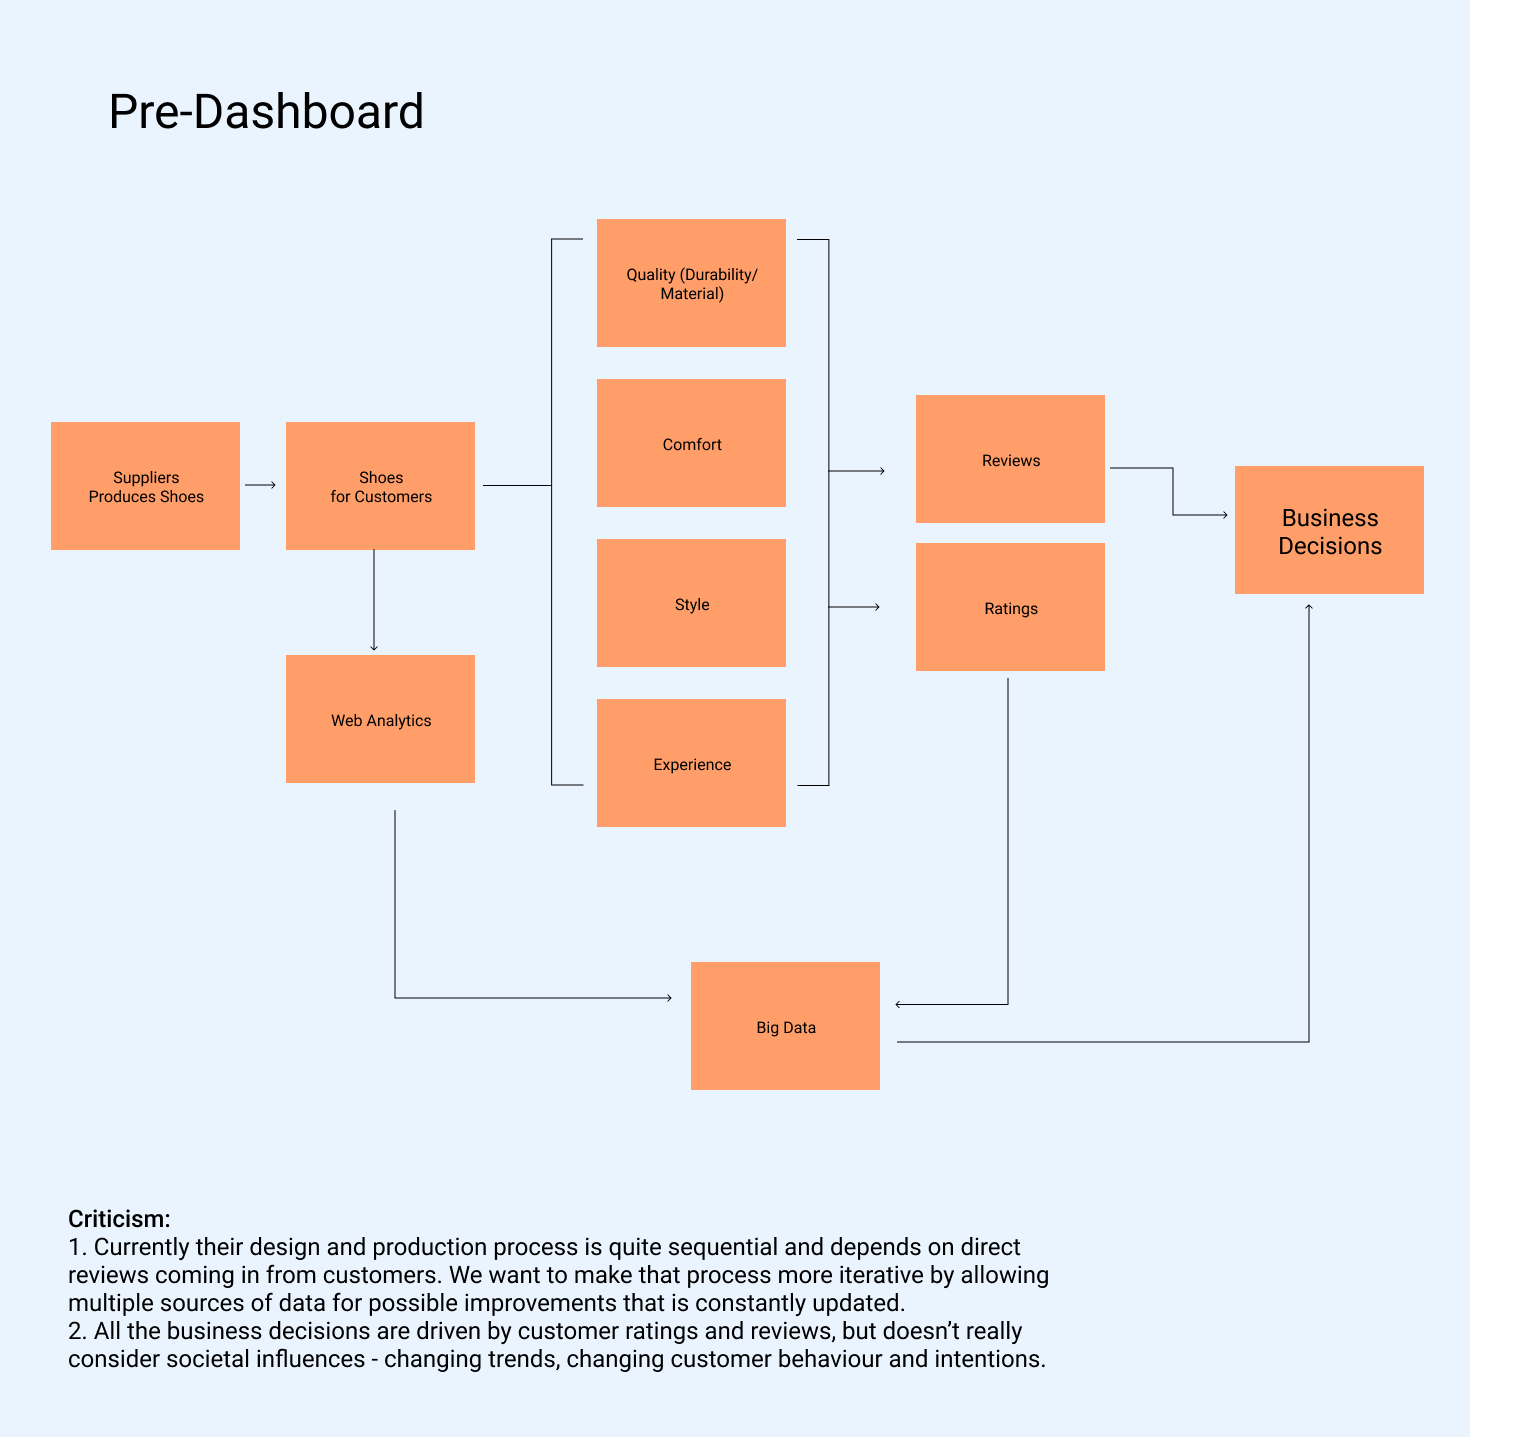 Pre-Dashboard
Quality (Durability/
Material)
Comfort
Style
Experience
Suppliers
Produces Shoes
Shoes
for Customers
Web Analytics
Reviews
Ratings
Business
Decisions
Big Data
Criticism:
1. Currently their design and production process is quite sequential and depends on direct
reviews coming in from customers. We want to make that process more iterative by allowing
multiple sources of data for possible improvements that is constantly updated.
2. All the business decisions are driven by customer ratings and reviews, but doesn’t really
consider societal influences - changing trends, changing customer behaviour and intentions.